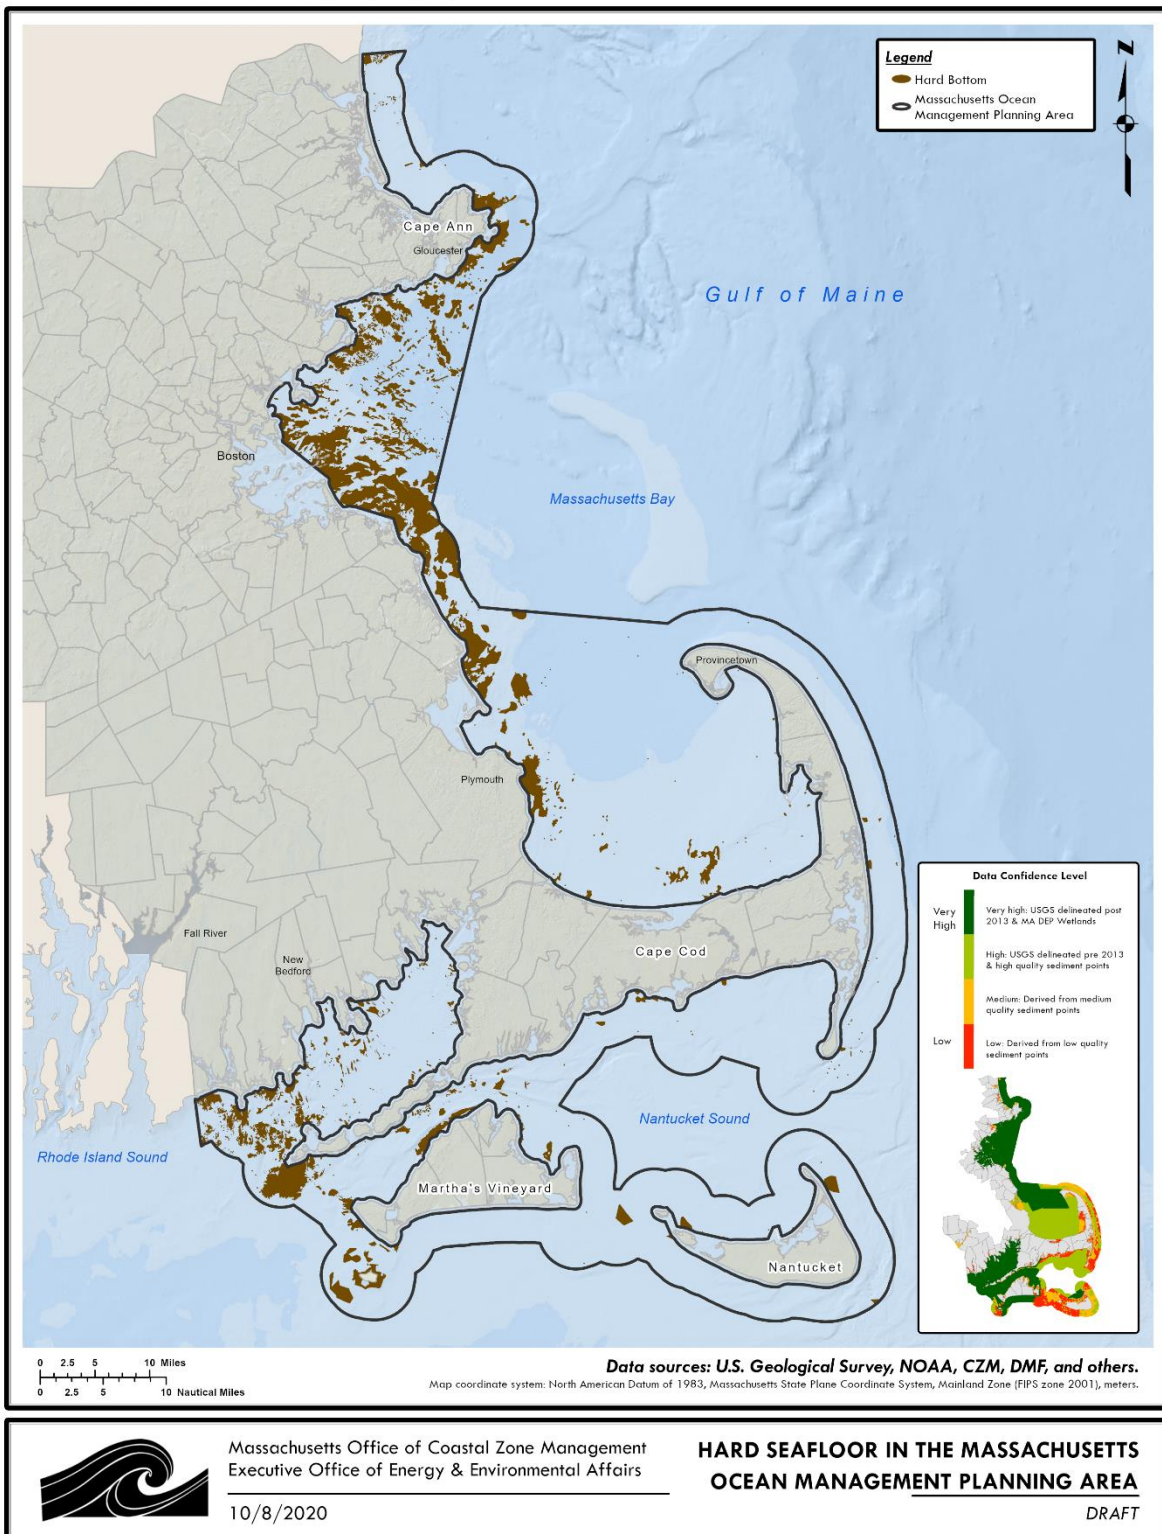 Legend
Hard Bottom
Massachusetts Ocean
Management Planning Area
N
Cape Ann
Gloucester
Gulf of Maine
Boston
Massachusetts Bay
Provincetown
Plymouth
Fall River
New
Bedford
Cape Cod
Nantucket Sound
Rhode Island Sound
Martha's Vineyard
Nantucket
Data Confidence Level
Very
High
Very high: USGS delineated post
2013 & MA DEP Wetlands
High: USGS delineated pre 2013
& high quality sediment points
Medium: Derived from medium
quality sediment points
Low
Low: Derived from low quality
sediment points
0 2.5 5 10 Miles
0 2.5 5 10 Nautical Miles
Data sources: U.S. Geological Survey, NOAA, CZM, DMF, and others.
Map coordinate system: North American Datum of 1983, Massachusetts State Plane Coordinate System, Mainland Zone (FIPS zone 2001), meters.
Massachusetts Office of Coastal Zone Management
Executive Office of Energy & Environmental Affairs
10/8/2020
HARD SEAFLOOR IN THE MASSACHUSETTS
OCEAN MANAGEMENT PLANNING AREA
DRAFT